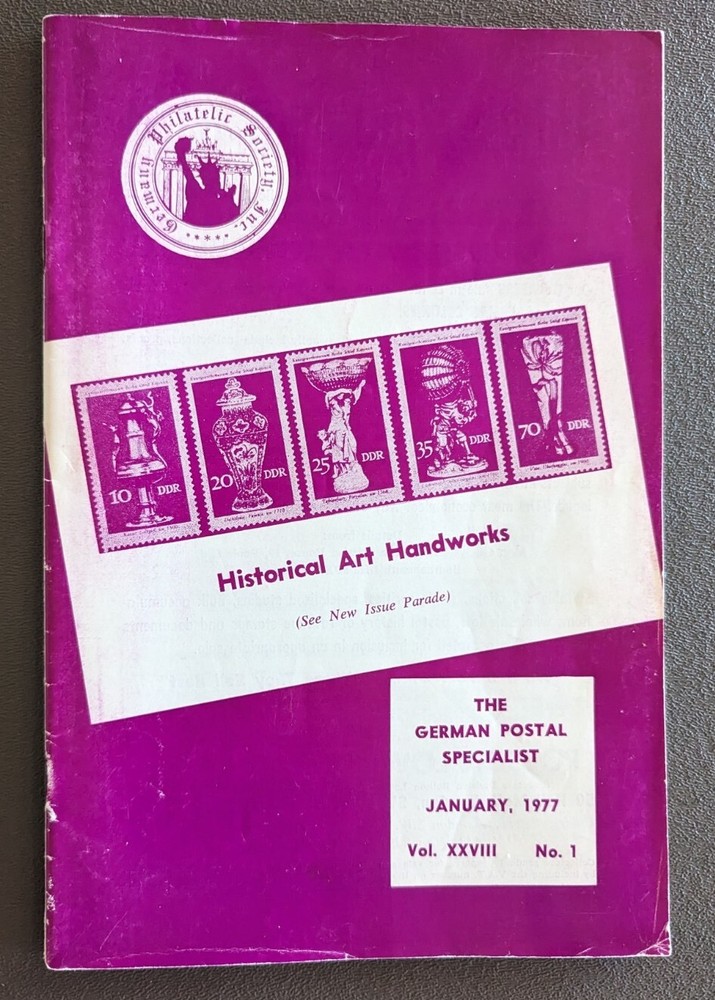 Germany Philatelic Society, Inc.
10 DDR
20 DDR
25 DDR
35 DDR
70 DDR
Historical Art Handworks
(See New Issue Parade)
THE
GERMAN POSTAL
SPECIALIST
JANUARY, 1977
Vol. XXVIII No. 1